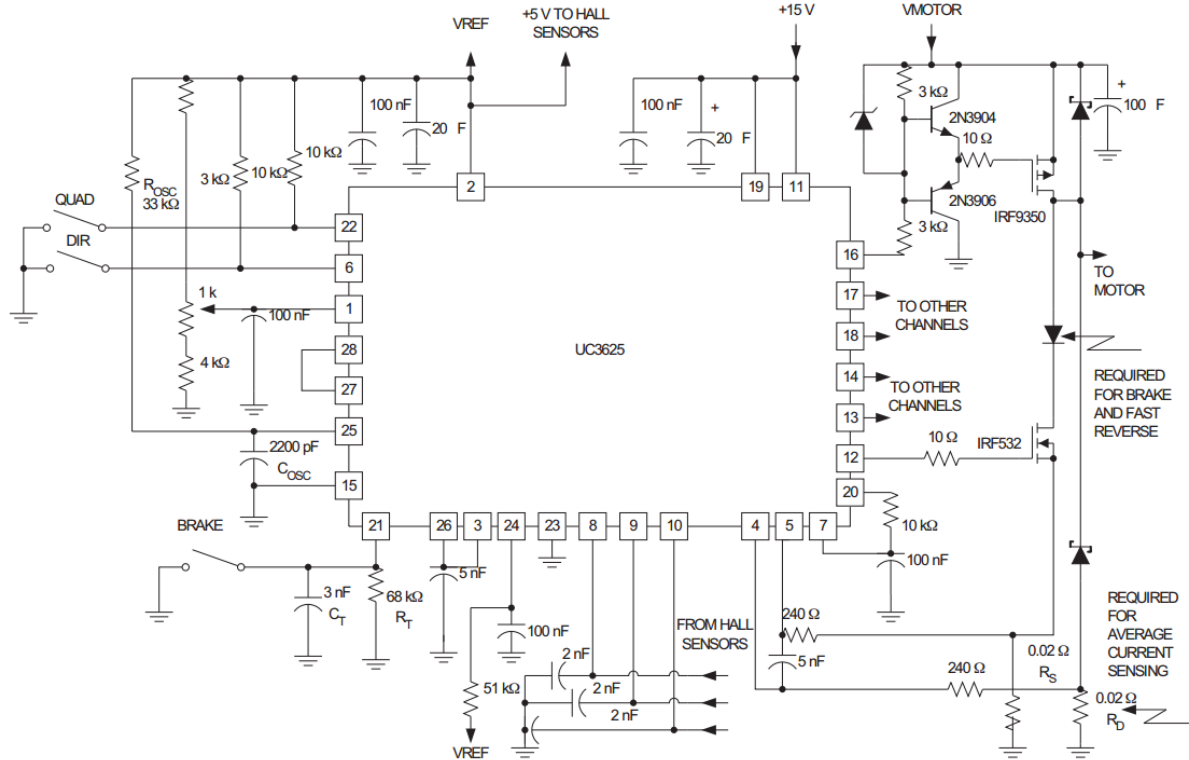 +5 V TO HALL
SENSORS
VREF
+15 V
VMOTOR
100 nF
20 F
+
100 nF
+
20 F
3 kΩ
2N3904
10 Ω
+
100 F
2N3906
IRF9350
3 kΩ
ROSC
33 kΩ
3 kΩ
10 kΩ
10 kΩ
2
19
11
QUAD
DIR
22
6
1 k
100 nF
1
28
27
4 kΩ
25
2200 pF
COSC
15
UC3625
16
17
18
TO OTHER
CHANNELS
14
13
TO OTHER
CHANNELS
12
20
TO
MOTOR
REQUIRED
FOR BRAKE
AND FAST
REVERSE
10 Ω
IRF532
10 kΩ
100 nF
BRAKE
21
26
3
24
23
8
9
10
4
5
7
3 nF
CT
68 kΩ
RT
5 nF
100 nF
51 kΩ
VREF
2 nF
2 nF
2 nF
FROM HALL
SENSORS
240 Ω
5 nF
240 Ω
0.02 Ω
RS
0.02 Ω
RD
REQUIRED
FOR
AVERAGE
CURRENT
SENSING